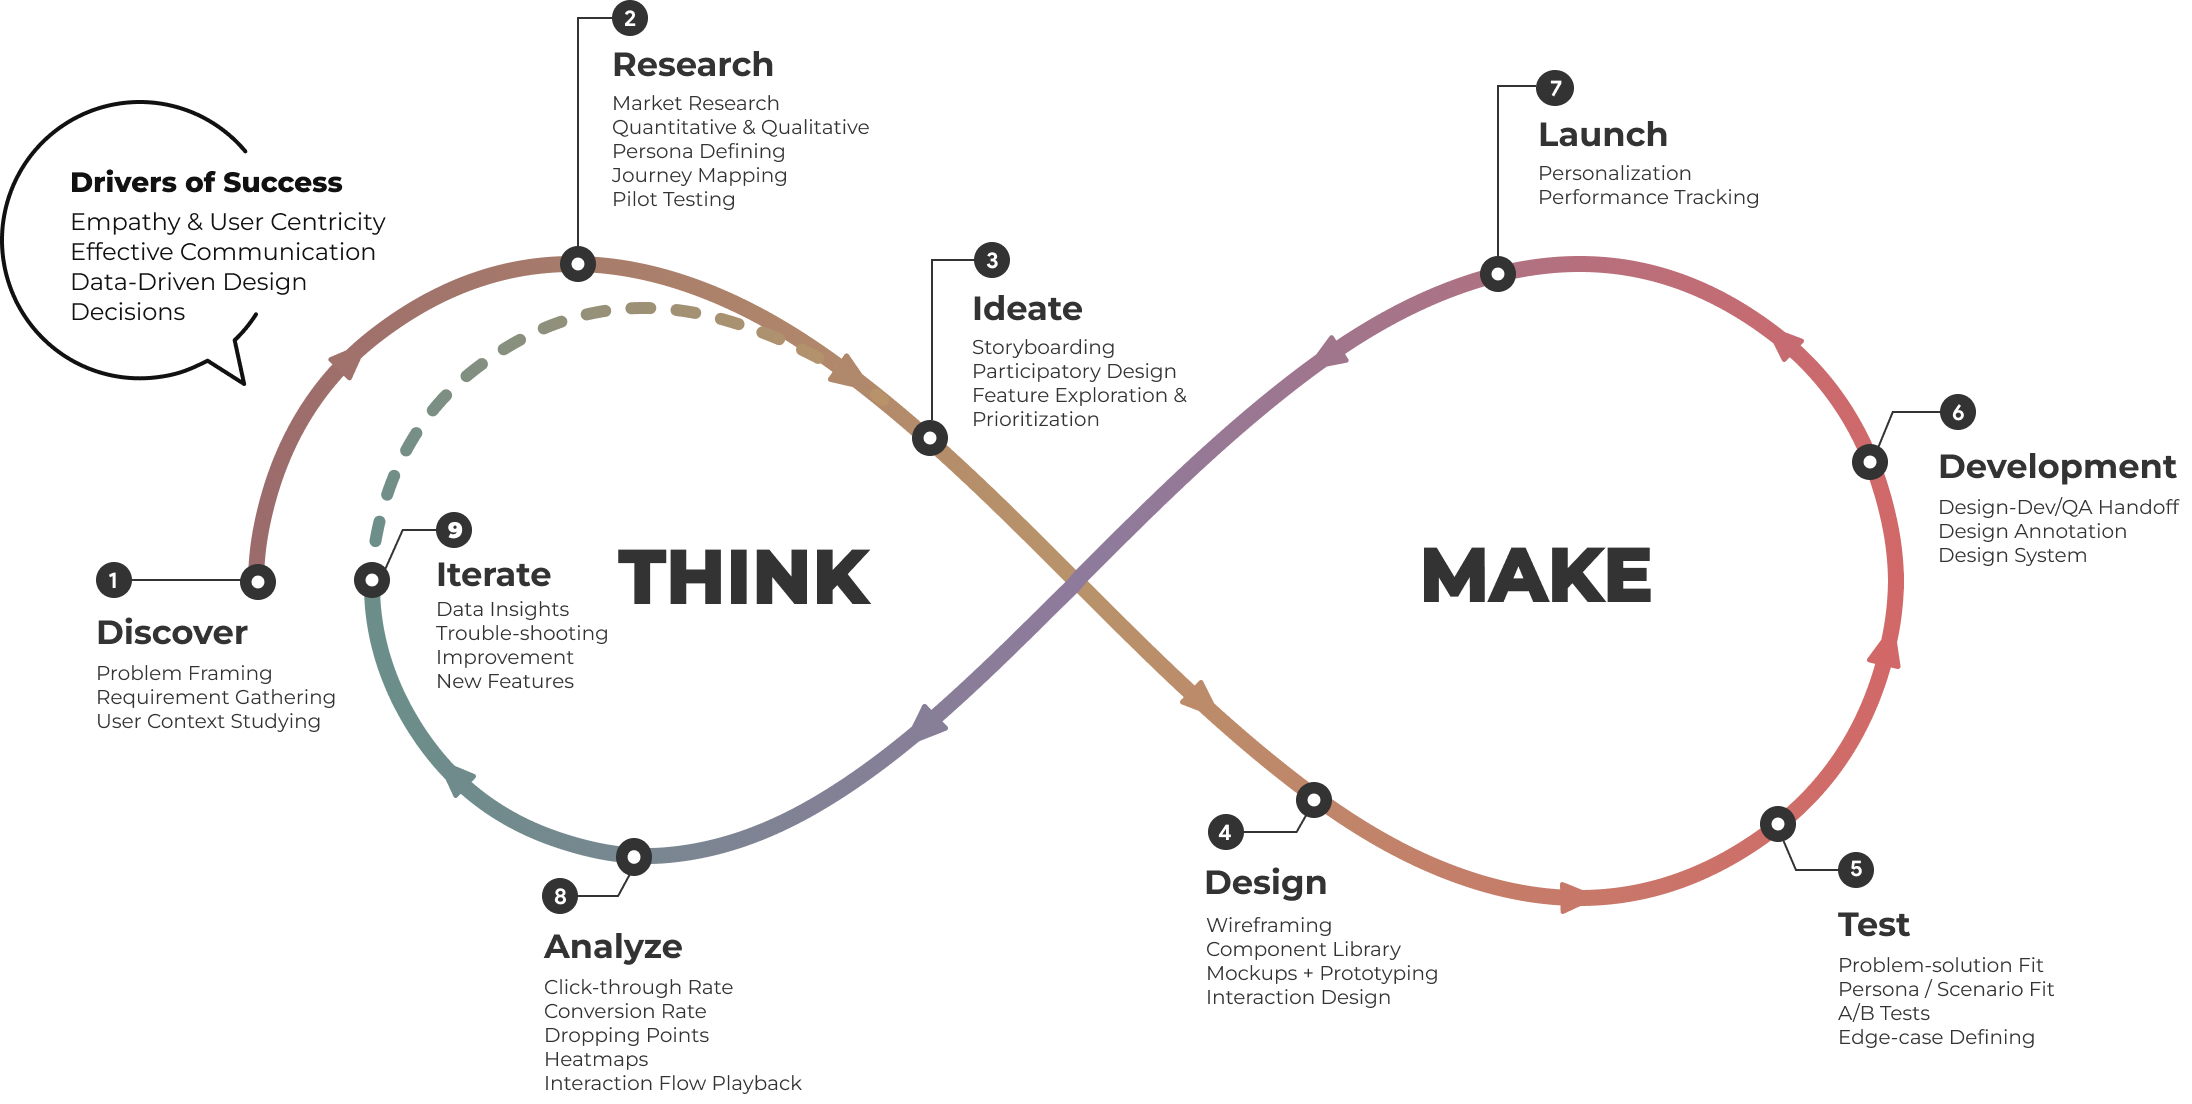 Drivers of Success
Empathy & User Centricity
Effective Communication
Data-Driven Design
Decisions
1
Discover
Problem Framing
Requirement Gathering
User Context Studying
2
Research
Market Research
Quantitative & Qualitative
Persona Defining
Journey Mapping
Pilot Testing
3
Ideate
Storyboarding
Participatory Design
Feature Exploration &
Prioritization
THINK
MAKE
4
Design
Wireframing
Component Library
Mockups + Prototyping
Interaction Design
5
Test
Problem-solution Fit
Persona / Scenario Fit
A/B Tests
Edge-case Defining
6
Development
Design-Dev/QA Handoff
Design Annotation
Design System
7
Launch
Personalization
Performance Tracking
8
Analyze
Click-through Rate
Conversion Rate
Dropping Points
Heatmaps
Interaction Flow Playback
9
Iterate
Data Insights
Trouble-shooting
Improvement
New Features